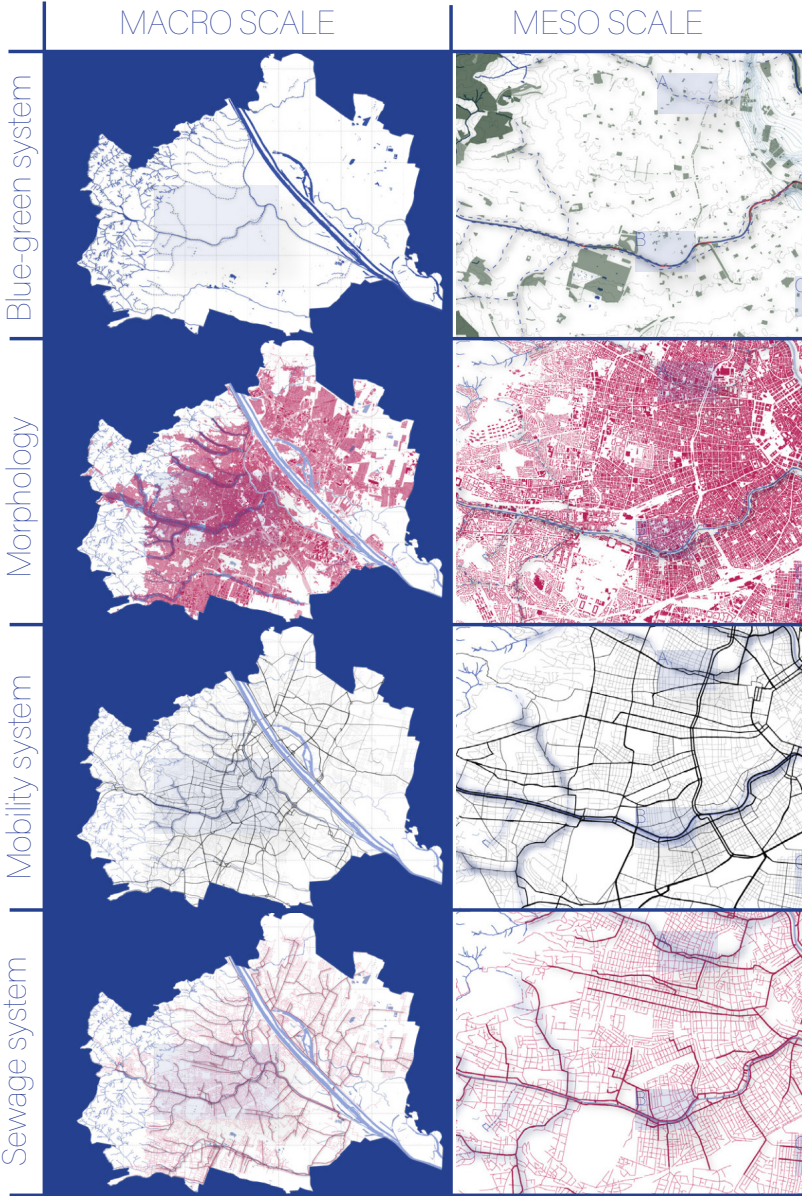 MACRO SCALE
MESO SCALE
Blue-green system
A
B
C
Morphology
Mobility system
A
Sewage system